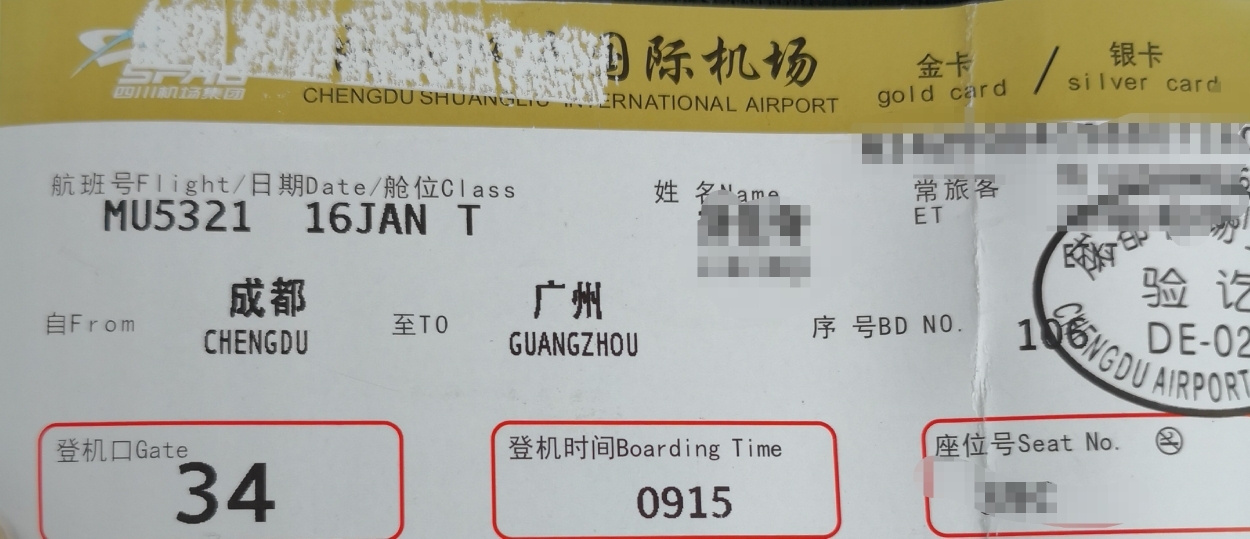 国际机场
SPAG
四川机场集团
CHENGDU SHUANGLIU INTERNATIONAL AIRPORT
金卡 / 银卡
gold card silver card
航班号Flight/日期Date/舱位Class
姓 名Name
常旅客
MU5321 16JAN T
ET
ETKT
验 讫
自From
成都
CHENGDU
至TO
广州
GUANGZHOU
序 号BD NO.
106
DE-02
CHENGDU AIRPORT
登机口Gate
34
登机时间Boarding Time
0915
座位号Seat No.